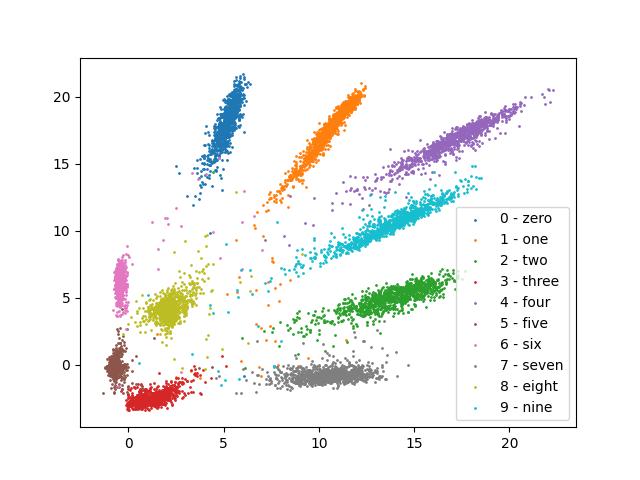 20
15
10
5
0
0
5
10
15
20
0 - zero
1 - one
2 - two
3 - three
4 - four
5 - five
6 - six
7 - seven
8 - eight
9 - nine